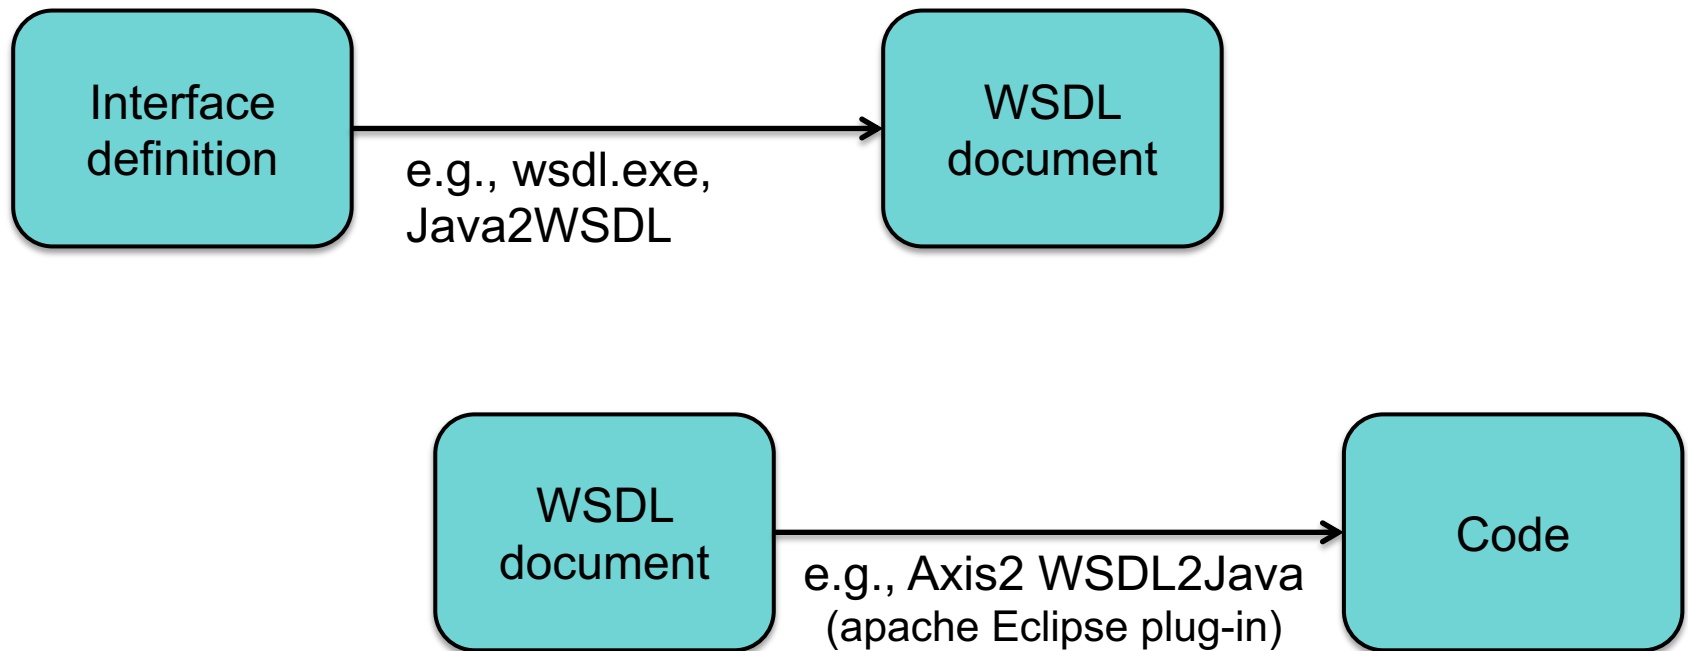 Interface
definition
e.g., wsdl.exe,
Java2WSDL
WSDL
document
WSDL
document
e.g., Axis2 WSDL2Java
(apache Eclipse plug-in)
Code